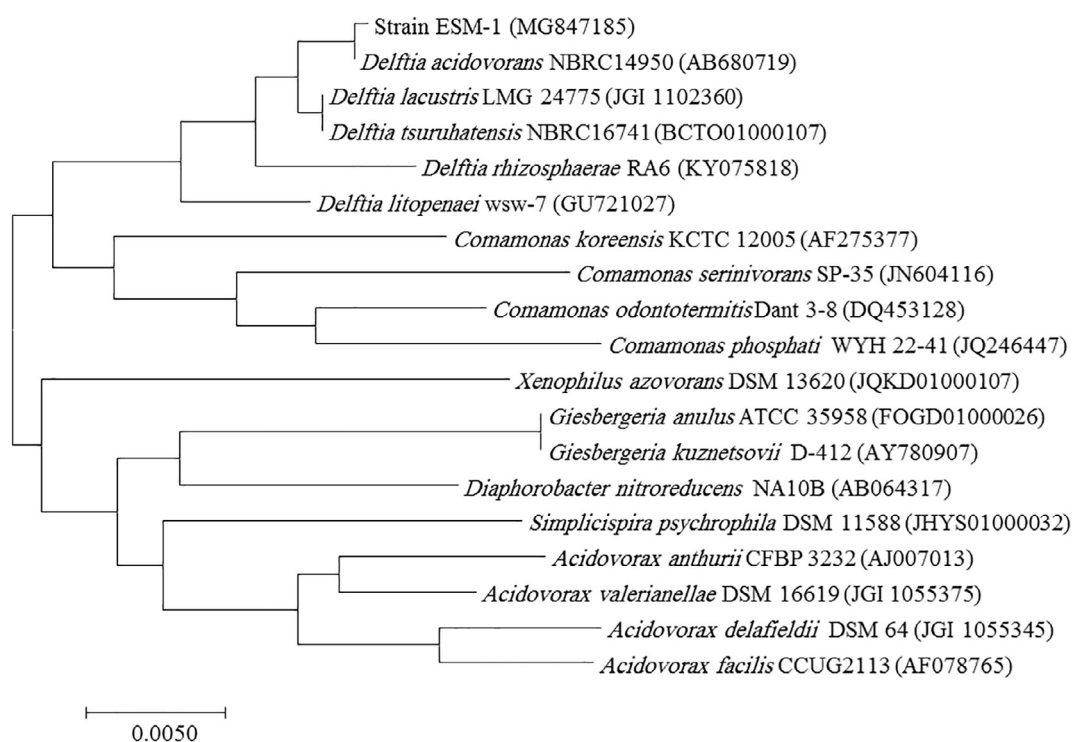 Strain ESM-1 (MG847185)
Delftia acidovorans NBRC14950 (AB680719)
Delftia lacustris LMG 24775 (JGI 1102360)
Delftia tsuruhatensis NBRC16741 (BCTO01000107)
Delftia rhizosphaerae RA6 (KY075818)
Delftia litopenaei wsw-7 (GU721027)
Comamonas koreensis KCTC 12005 (AF275377)
Comamonas serinivorans SP-35 (JN604116)
Comamonas odontotermitis Dant 3-8 (DQ453128)
Comamonas phosphati WYH 22-41 (JQ246447)
Xenophilus azovorans DSM 13620 (JQKD01000107)
Giesbergeria anulus ATCC 35958 (FOGD01000026)
Giesbergeria kuznetsovii D-412 (AY780907)
Diaphorobacter nitroreducens NA10B (AB064317)
Simplicispira psychrophila DSM 11588 (JHYS01000032)
Acidovorax anthurii CFBP 3232 (AJ007013)
Acidovorax valerianellae DSM 16619 (JGI 1055375)
Acidovorax delafieldii DSM 64 (JGI 1055345)
Acidovorax facilis CCUG2113 (AF078765)
0.0050